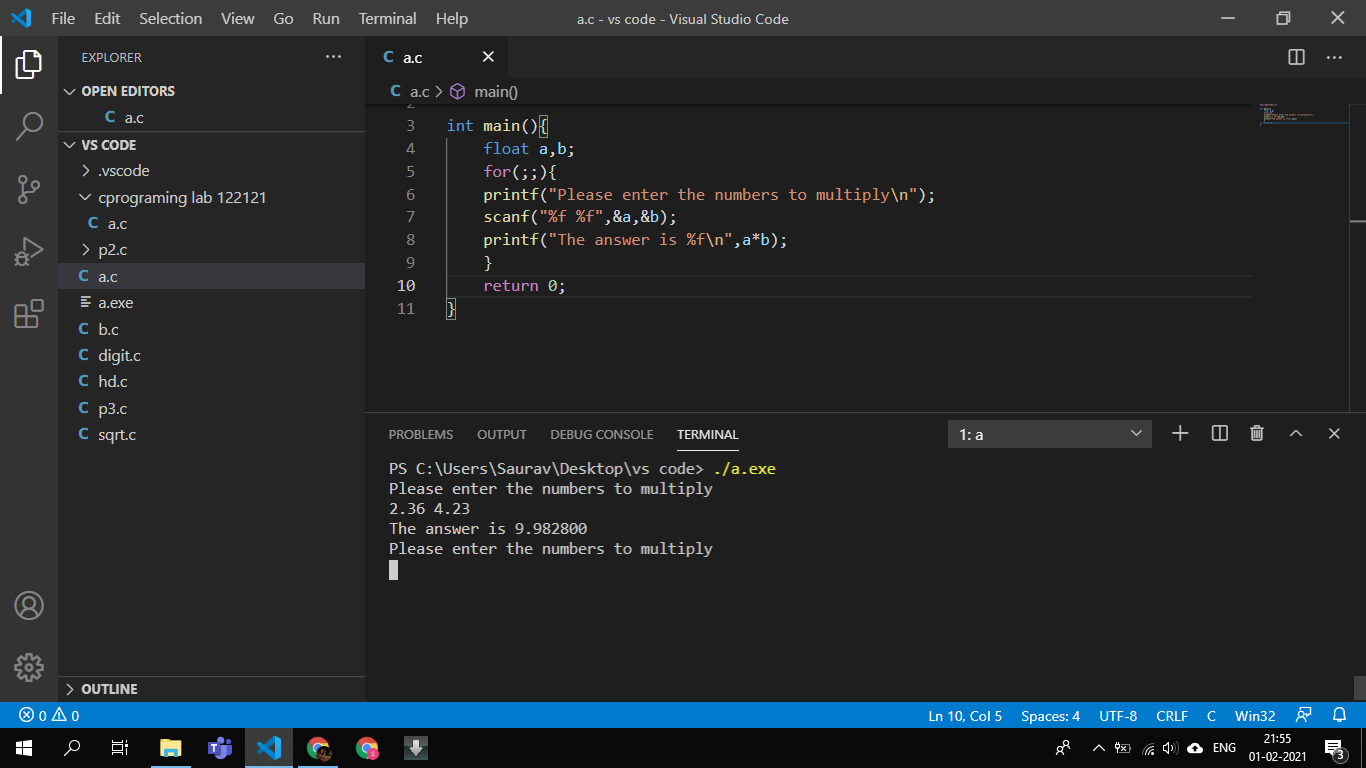 File Edit Selection View Go Run Terminal Help
a.c - vs code - Visual Studio Code
EXPLORER
OPEN EDITORS
C a.c
VS CODE
.vscode
cprograming lab 122121
C a.c
p2.c
C a.c
a.exe
C b.c
C digit.c
C hd.c
C p3.c
C sqrt.c
OUTLINE
C a.c
C a.c > main()
2
3 int main(){
4 float a,b;
5 for(;;){
6 printf("Please enter the numbers to multiply\n");
7 scanf("%f %f",&a,&b);
8 printf("The answer is %f\n",a*b);
9 }
10 return 0;
11 }
PROBLEMS OUTPUT DEBUG CONSOLE TERMINAL
1: a
PS C:\Users\Saurav\Desktop\vs code> ./a.exe
Please enter the numbers to multiply
2.36 4.23
The answer is 9.982800
Please enter the numbers to multiply
0 0
Ln 10, Col 5 Spaces: 4 UTF-8 CRLF C Win32
ENG
21:55
01-02-2021
3